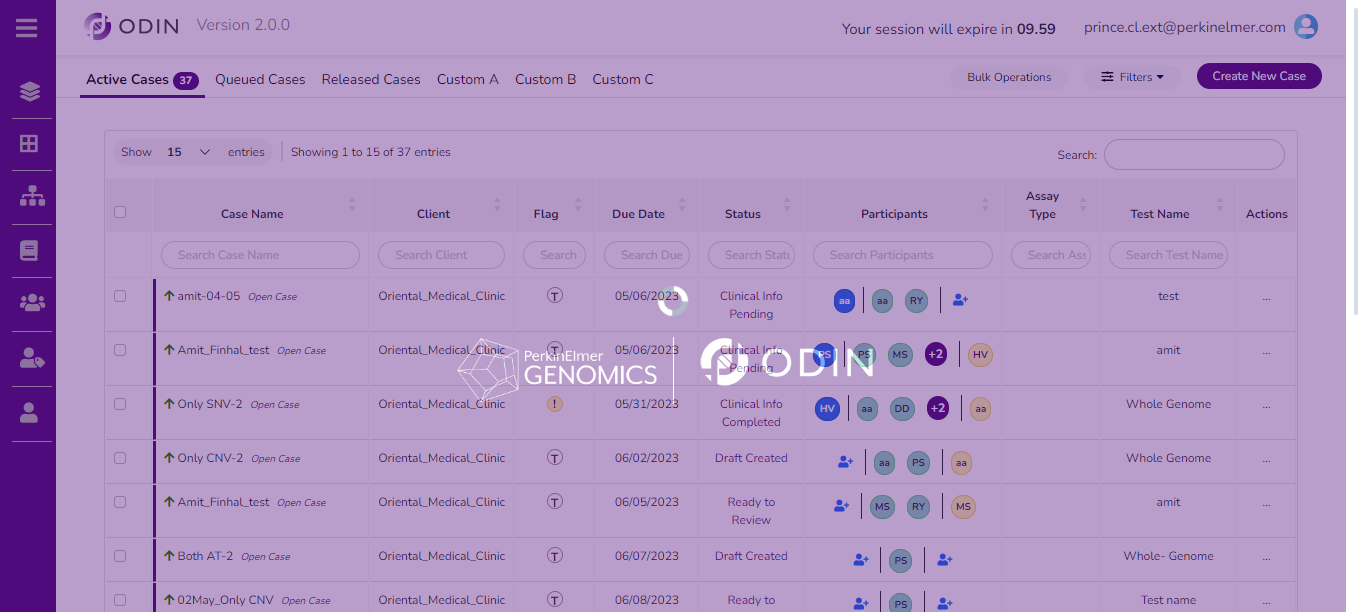 ODIN Version 2.0.0
Your session will expire in 09.59 prince.cl.ext@perkinelmer.com
Active Cases 37 Queued Cases Released Cases Custom A Custom B Custom C Bulk Operations Filters Create New Case
Show 15 entries Showing 1 to 15 of 37 entries Search:
Case Name Client Flag Due Date Status Participants Assay Type Test Name Actions
Search Case Name Search Client Search Search Due Search Statu Search Participants Search Ass Search Test Name
amit-04-05 Open Case Oriental_Medical_Clinic T 05/06/2023 Clinical Info Pending aa aa RY test ...
Amit_Finhal_test Open Case Oriental_Medical_Clinic T 05/06/2023 Clinical Info Pending PS PS MS +2 HV amit ...
PerkinElmer
GENOMICS ODIN
Only SNV-2 Open Case Oriental_Medical_Clinic ! 05/31/2023 Clinical Info Completed HV aa DD +2 aa Whole Genome ...
Only CNV-2 Open Case Oriental_Medical_Clinic T 06/02/2023 Draft Created aa PS aa Whole Genome ...
Amit_Finhal_test Open Case Oriental_Medical_Clinic T 06/05/2023 Ready to Review MS RY MS amit ...
Both AT-2 Open Case Oriental_Medical_Clinic T 06/07/2023 Draft Created PS Whole- Genome ...
02May_Only CNV Open Case Oriental_Medical_Clinic T 06/08/2023 Ready to PS Test name ...